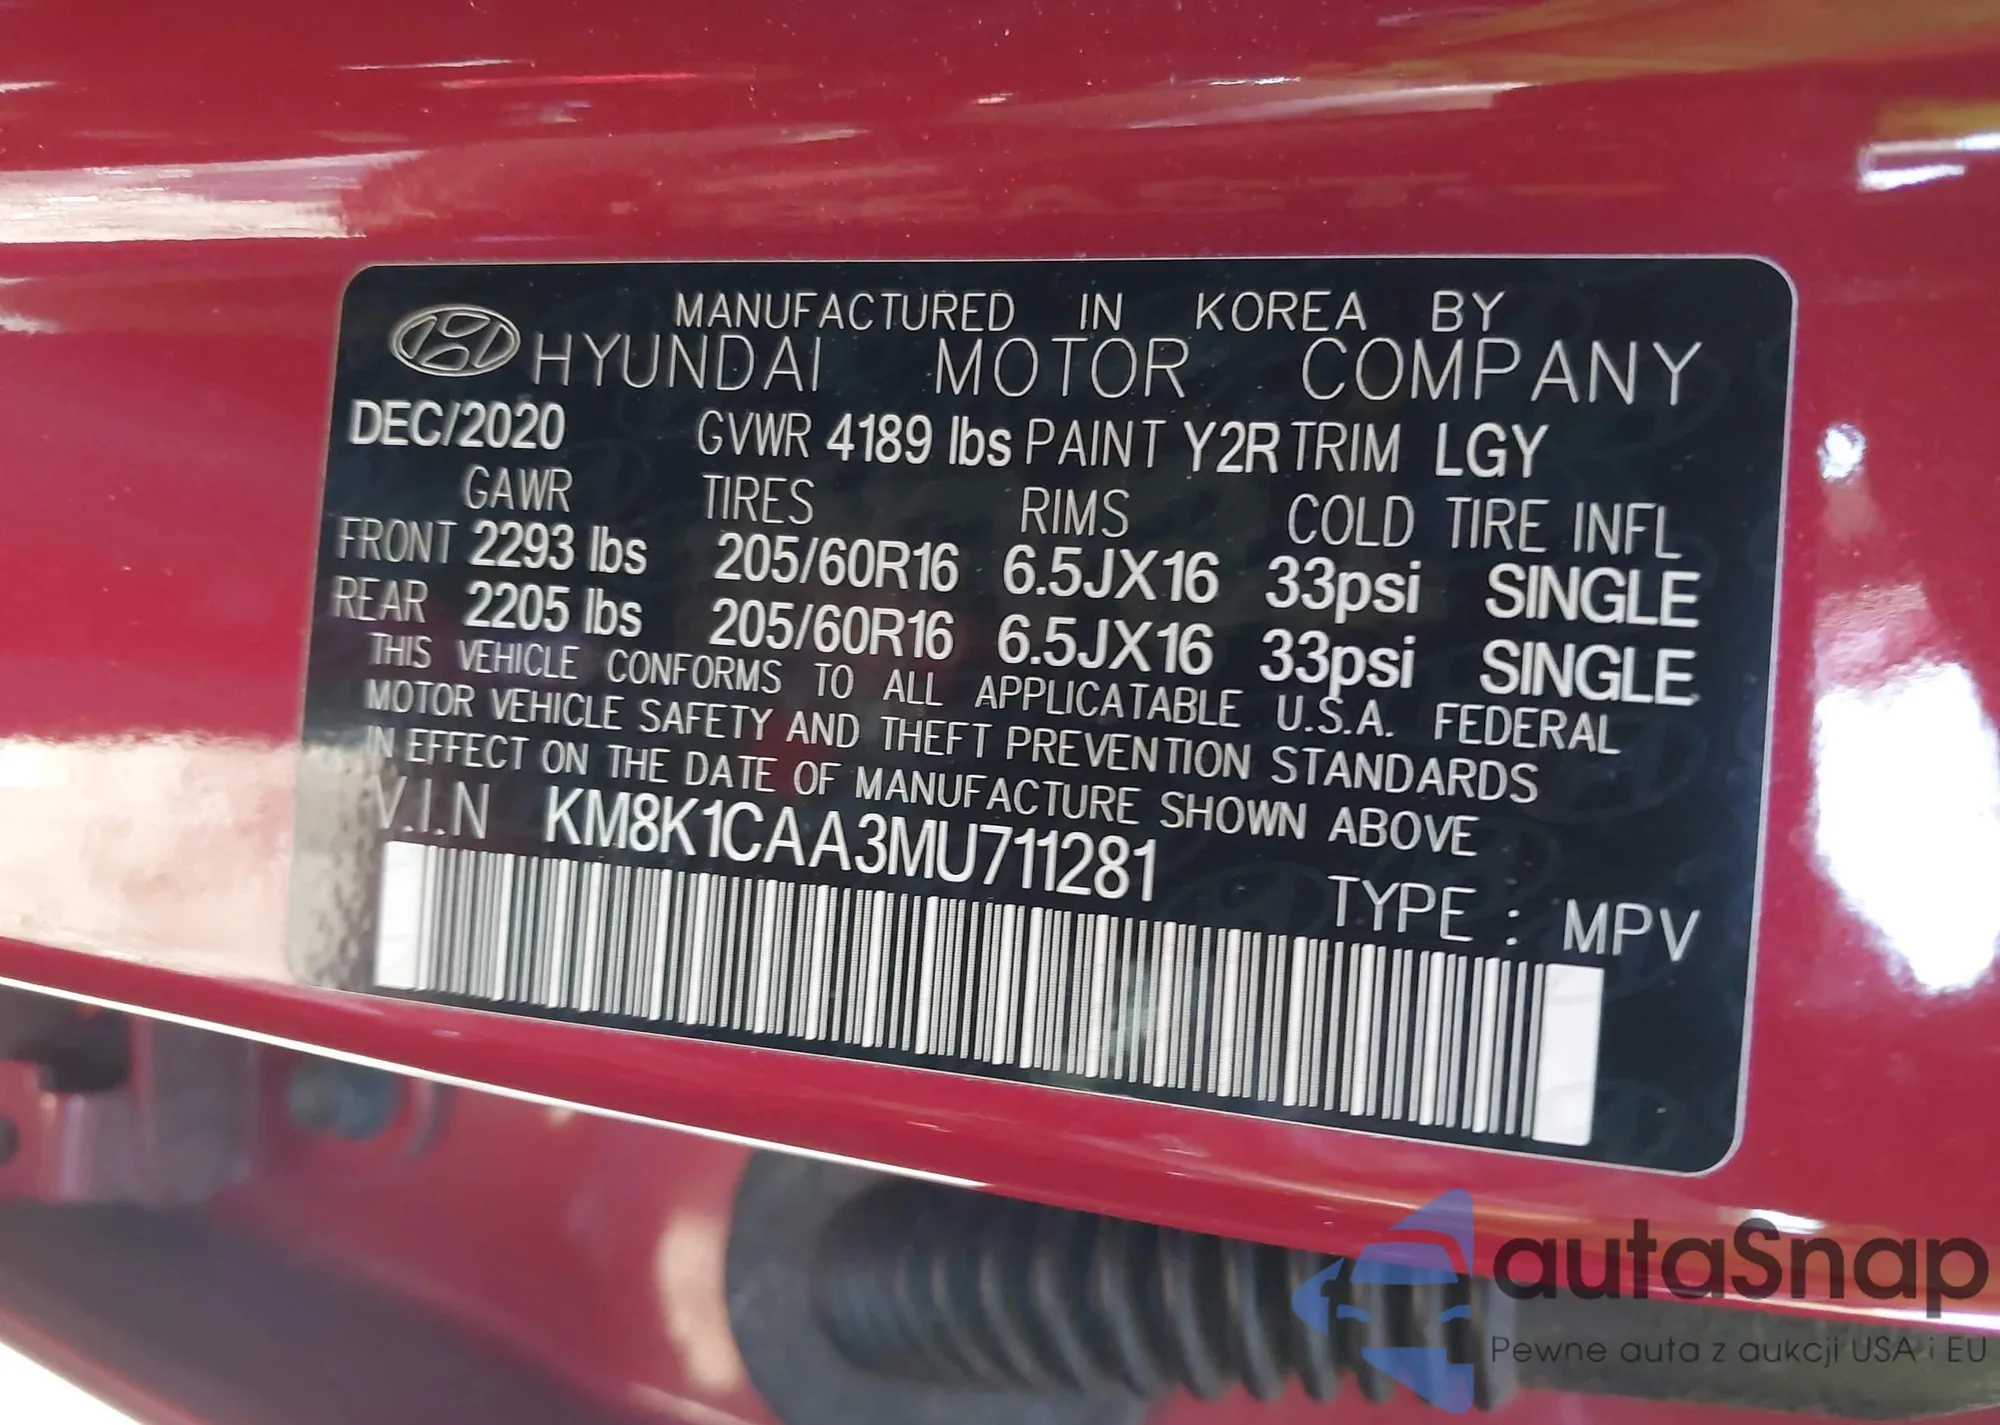 MANUFACTURED IN KOREA BY
HYUNDAI MOTOR COMPANY
DEC/2020 GVWR 4189 lbs PAINT Y2R TRIM LGY
GAWR TIRES RIMS COLD TIRE INFL
FRONT 2293 lbs 205/60R16 6.5JX16 33psi SINGLE
REAR 2205 lbs 205/60R16 6.5JX16 33psi SINGLE
THIS VEHICLE CONFORMS TO ALL APPLICATABLE U.S.A. FEDERAL
MOTOR VEHICLE SAFETY AND THEFT PREVENTION STANDARDS
IN EFFECT ON THE DATE OF MANUFACTURE SHOWN ABOVE
V.I.N KM8K1CAA3MU711281
TYPE : MPV
autaSnap
Pewne auta z aukcji USA i EU